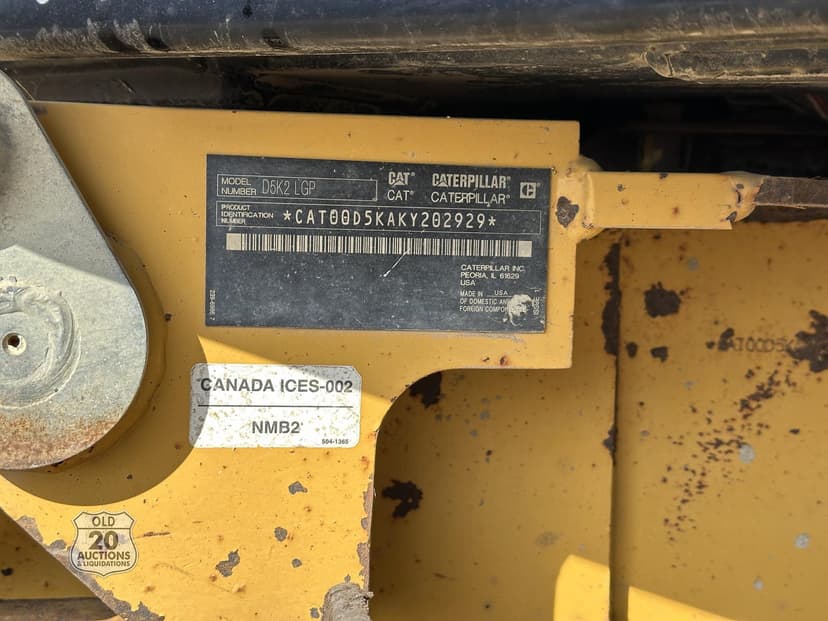 MODEL NUMBER D5K2 LGP
CAT® CATERPILLAR®
CAT® CATERPILLAR®
PRODUCT IDENTIFICATION NUMBER *CAT00D5KAKY202929*
CATERPILLAR INC.
PEORIA, IL 61629
USA
MADE IN USA
OF DOMESTIC AND
FOREIGN
CANADA ICES-002
NMB2
504-1365
OLD
20
AUCTIONS
& LIQUIDATIONS